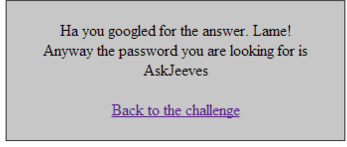 Ha you googled for the answer. Lame!
Anyway the password you are looking for is
AskJeeves
Back to the challenge